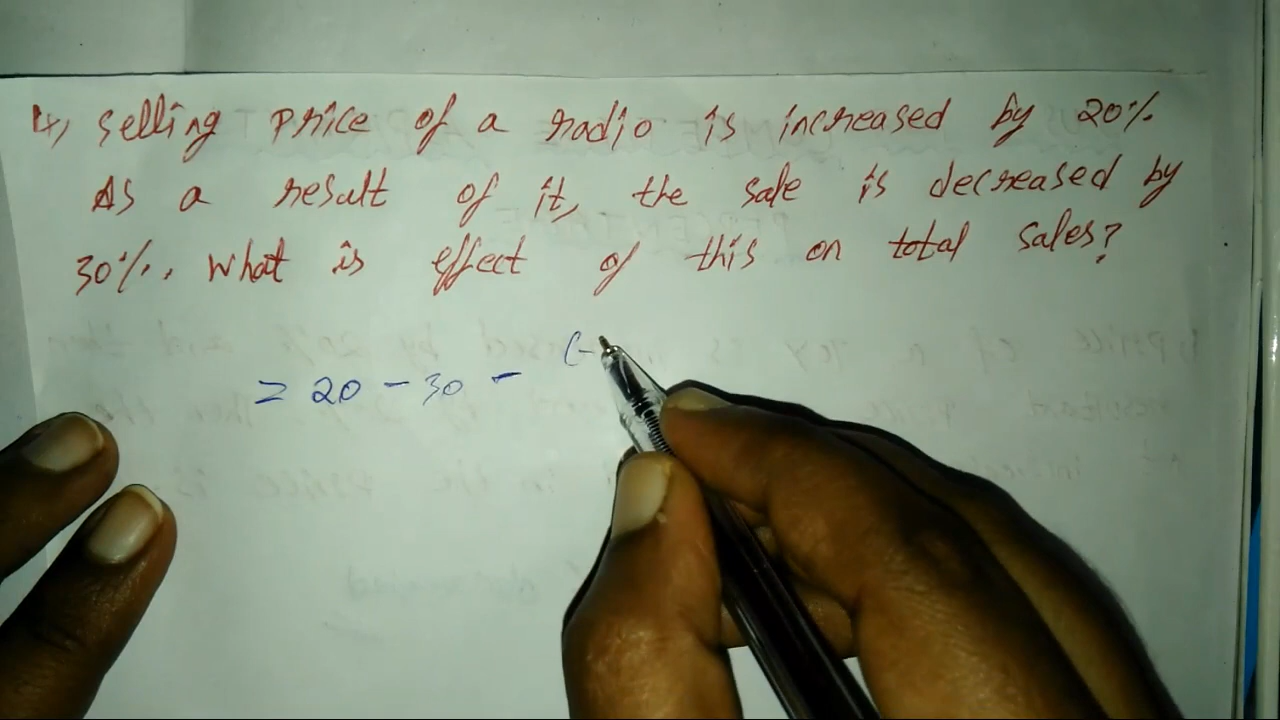 4, Selling price of a radio is increased by 20%.
As a result of it, the sale is decreased by
30%. What is effect of this on total sales?
= 20 - 30 - (-